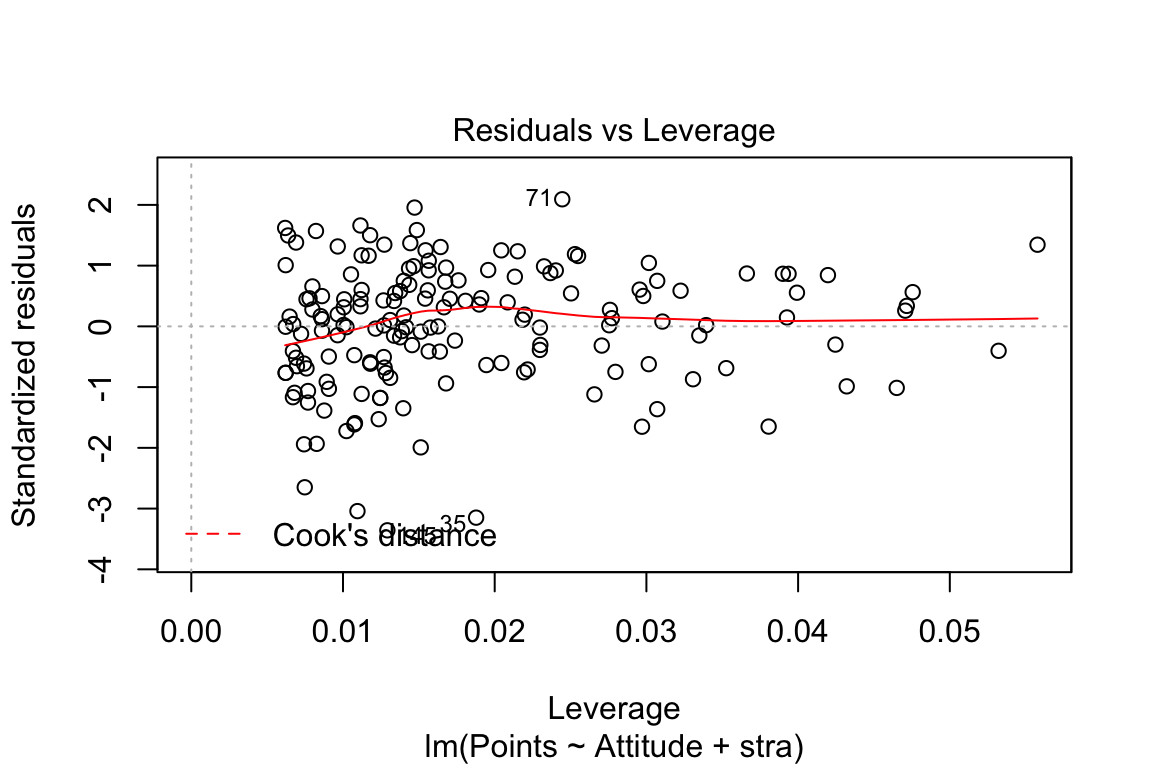 Residuals vs Leverage
Standardized residuals
2
1
0
-1
-2
-3
-4
71
35
145
Cook's distance
0.00 0.01 0.02 0.03 0.04 0.05
Leverage
lm(Points ~ Attitude + stra)